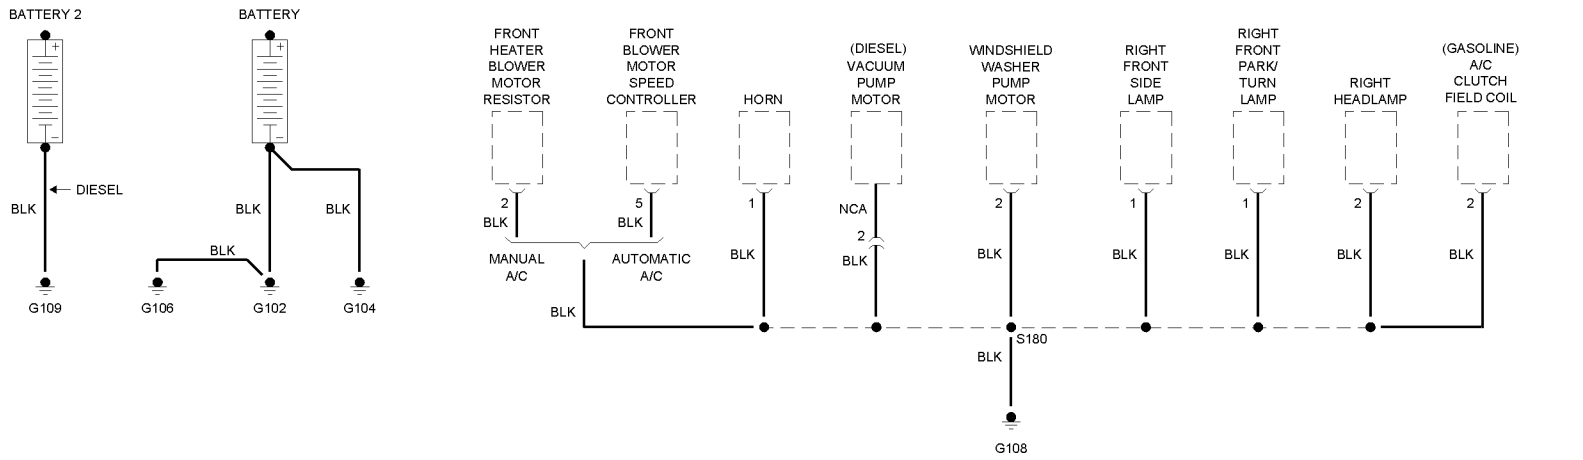 BATTERY 2
+
−
DIESEL
BLK
G109
BATTERY
+
−
BLK
BLK
BLK
G106
G102
G104
FRONT
HEATER
BLOWER
MOTOR
RESISTOR
2
BLK
MANUAL
A/C
FRONT
BLOWER
MOTOR
SPEED
CONTROLLER
5
BLK
AUTOMATIC
A/C
BLK
HORN
1
BLK
(DIESEL)
VACUUM
PUMP
MOTOR
NCA
2
BLK
WINDSHIELD
WASHER
PUMP
MOTOR
2
BLK
S180
BLK
G108
RIGHT
FRONT
SIDE
LAMP
1
BLK
RIGHT
FRONT
PARK/
TURN
LAMP
1
BLK
RIGHT
HEADLAMP
2
BLK
(GASOLINE)
A/C
CLUTCH
FIELD COIL
2
BLK